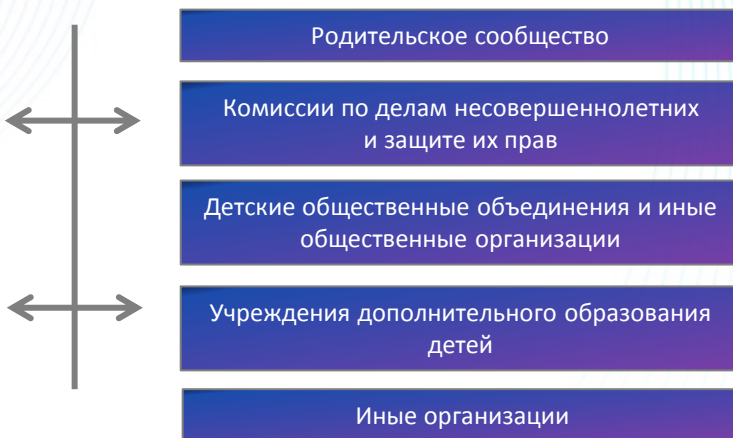 Родительское сообщество
Комиссии по делам несовершеннолетних
и защите их прав
Детские общественные объединения и иные
общественные организации
Учреждения дополнительного образования
детей
Иные организации